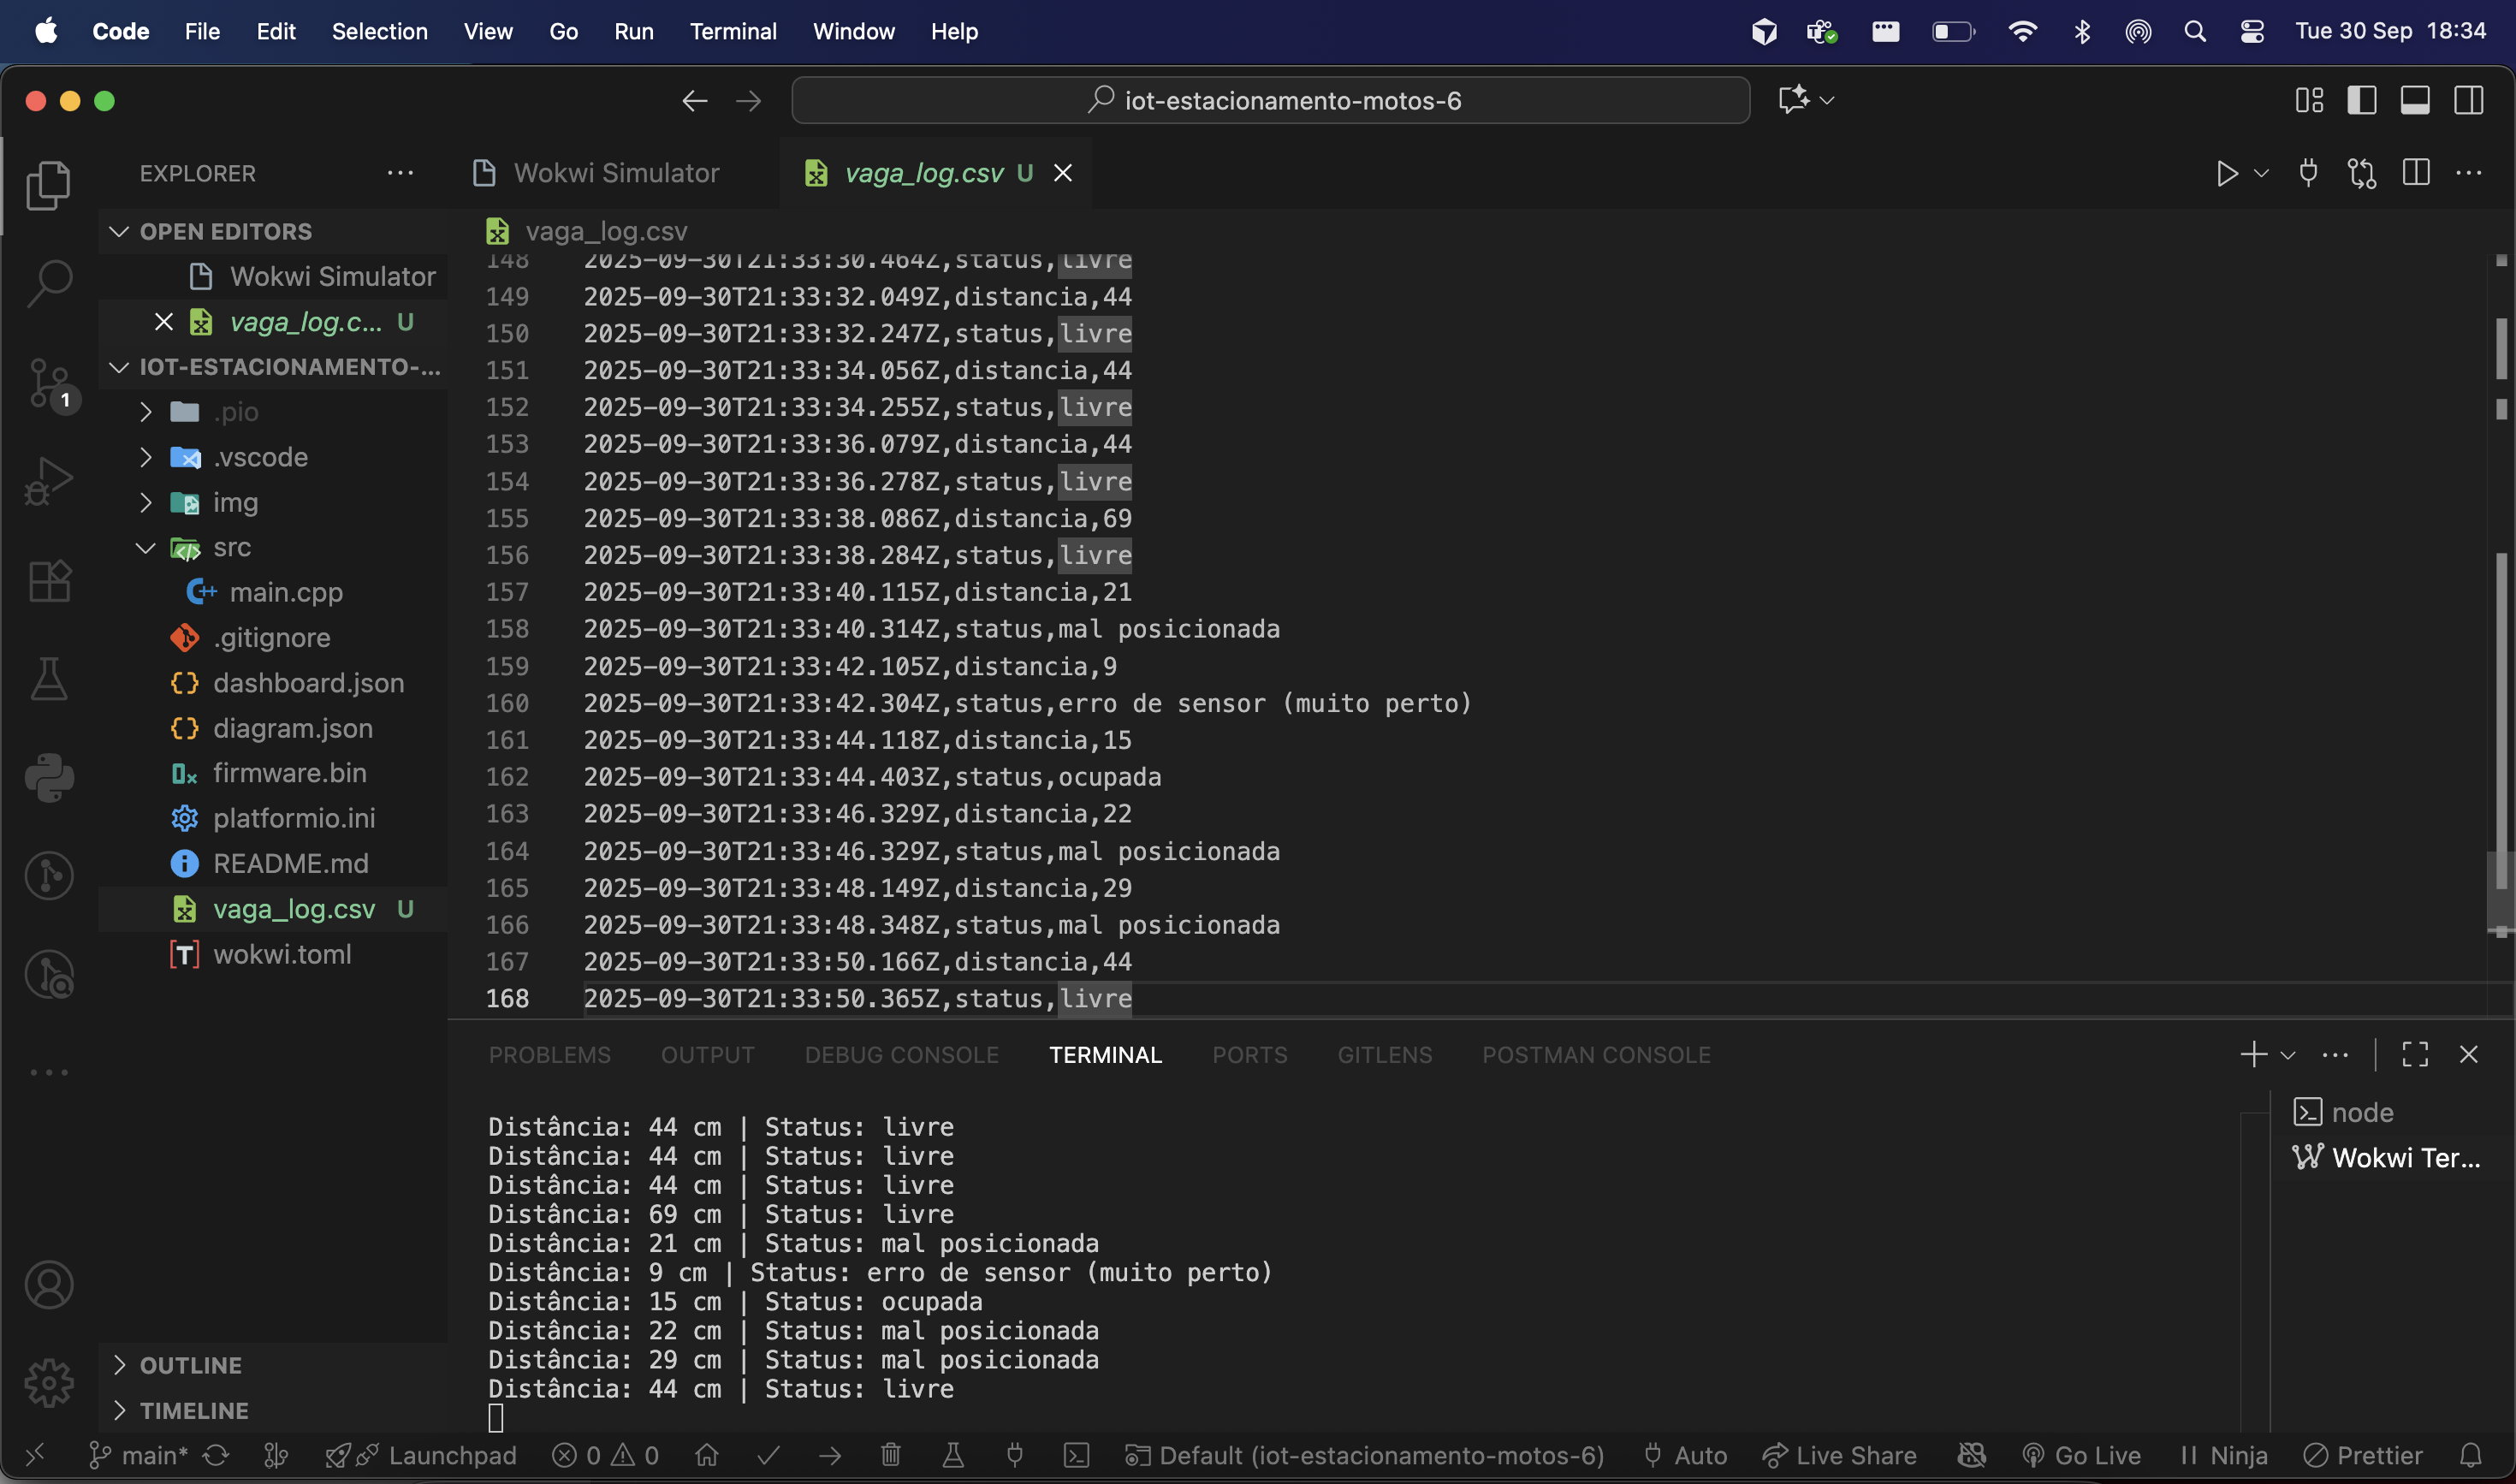 Code File Edit Selection View Go Run Terminal Window Help Tue 30 Sep 18:34
iot-estacionamento-motos-6
EXPLORER
OPEN EDITORS
Wokwi Simulator
vaga_log.c... U
IOT-ESTACIONAMENTO-...
.pio
.vscode
img
src
main.cpp
.gitignore
dashboard.json
diagram.json
firmware.bin
platformio.ini
README.md
vaga_log.csv U
wokwi.toml
OUTLINE
TIMELINE
1
Wokwi Simulator
vaga_log.csv U
vaga_log.csv
148 2025-09-30T21:33:30.464Z,status,livre
149 2025-09-30T21:33:32.049Z,distancia,44
150 2025-09-30T21:33:32.247Z,status,livre
151 2025-09-30T21:33:34.056Z,distancia,44
152 2025-09-30T21:33:34.255Z,status,livre
153 2025-09-30T21:33:36.079Z,distancia,44
154 2025-09-30T21:33:36.278Z,status,livre
155 2025-09-30T21:33:38.086Z,distancia,69
156 2025-09-30T21:33:38.284Z,status,livre
157 2025-09-30T21:33:40.115Z,distancia,21
158 2025-09-30T21:33:40.314Z,status,mal posicionada
159 2025-09-30T21:33:42.105Z,distancia,9
160 2025-09-30T21:33:42.304Z,status,erro de sensor (muito perto)
161 2025-09-30T21:33:44.118Z,distancia,15
162 2025-09-30T21:33:44.403Z,status,ocupada
163 2025-09-30T21:33:46.329Z,distancia,22
164 2025-09-30T21:33:46.329Z,status,mal posicionada
165 2025-09-30T21:33:48.149Z,distancia,29
166 2025-09-30T21:33:48.348Z,status,mal posicionada
167 2025-09-30T21:33:50.166Z,distancia,44
168 2025-09-30T21:33:50.365Z,status,livre
PROBLEMS OUTPUT DEBUG CONSOLE TERMINAL PORTS GITLENS POSTMAN CONSOLE
Distância: 44 cm | Status: livre
Distância: 44 cm | Status: livre
Distância: 44 cm | Status: livre
Distância: 69 cm | Status: livre
Distância: 21 cm | Status: mal posicionada
Distância: 9 cm | Status: erro de sensor (muito perto)
Distância: 15 cm | Status: ocupada
Distância: 22 cm | Status: mal posicionada
Distância: 29 cm | Status: mal posicionada
Distância: 44 cm | Status: livre
node
Wokwi Ter...
main* Launchpad 0 0 Default (iot-estacionamento-motos-6) Auto Live Share Go Live Ninja Prettier